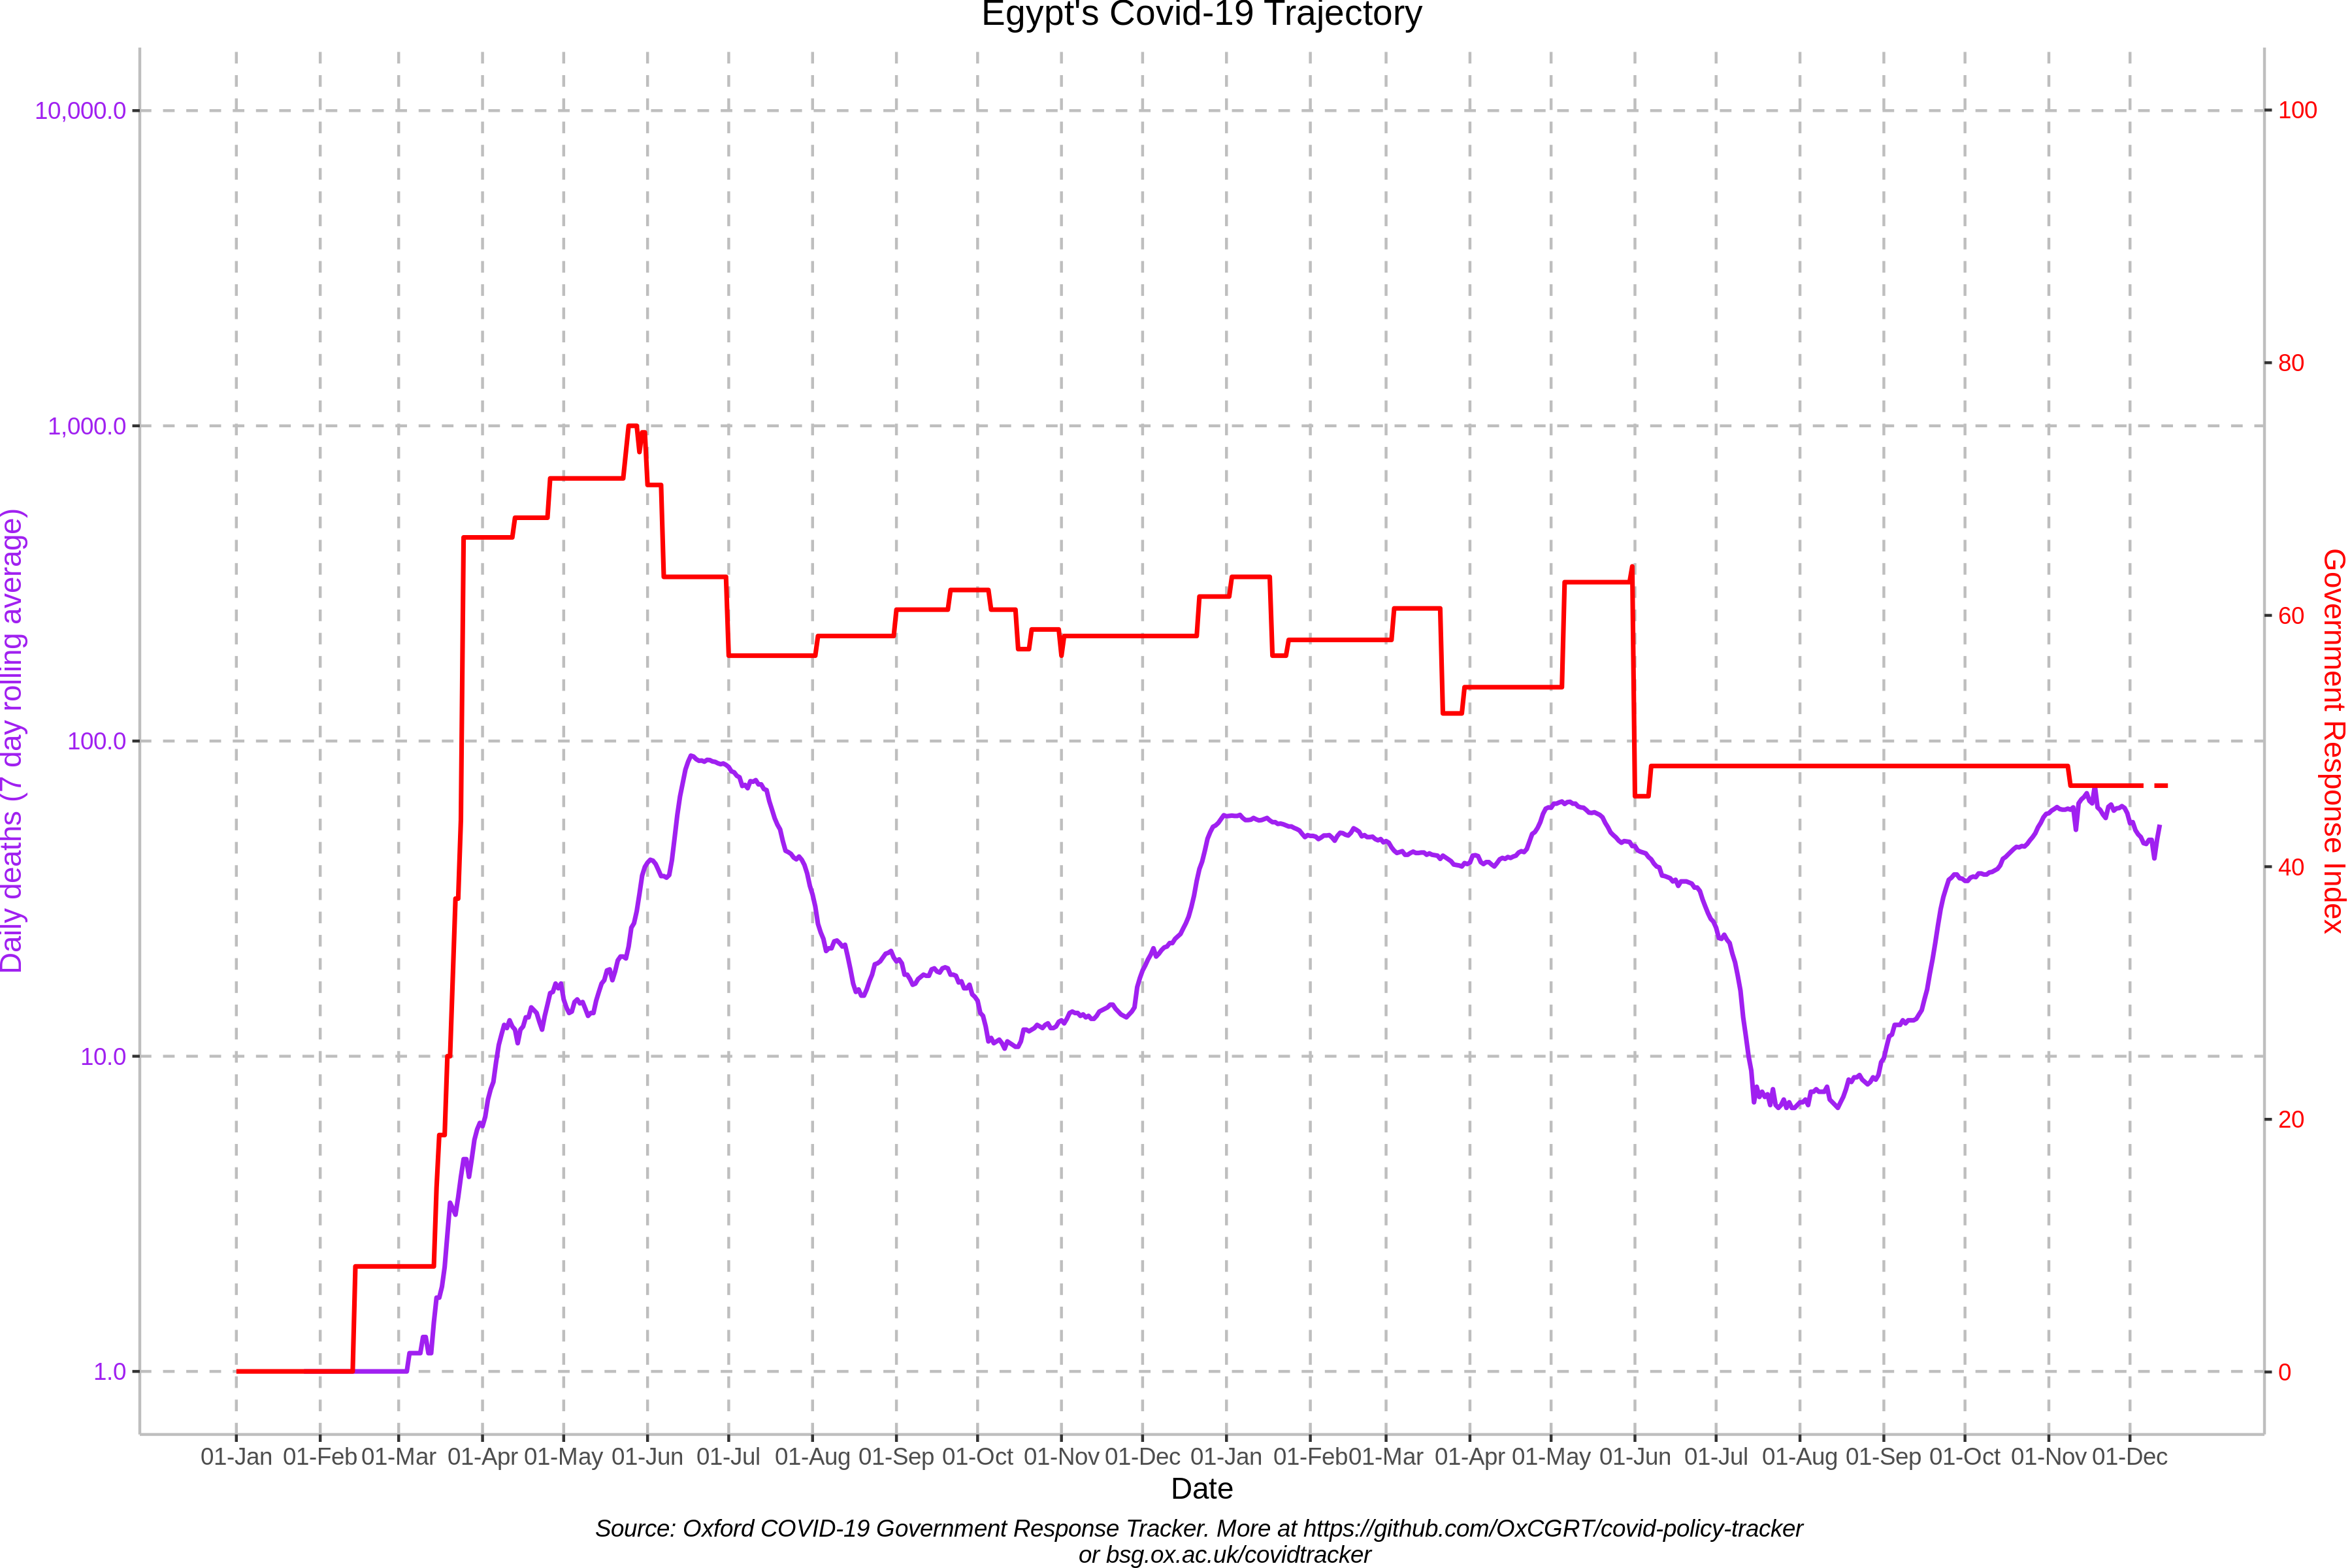 Egypt's Covid-19 Trajectory
10,000.0
1,000.0
100.0
10.0
1.0
Daily deaths (7 day rolling average)
100
80
60
40
20
0
Government Response Index
01-Jan 01-Feb 01-Mar 01-Apr 01-May 01-Jun 01-Jul 01-Aug 01-Sep 01-Oct 01-Nov 01-Dec 01-Jan 01-Feb 01-Mar 01-Apr 01-May 01-Jun 01-Jul 01-Aug 01-Sep 01-Oct 01-Nov 01-Dec
Date
Source: Oxford COVID-19 Government Response Tracker. More at https://github.com/OxCGRT/covid-policy-tracker
or bsg.ox.ac.uk/covidtracker